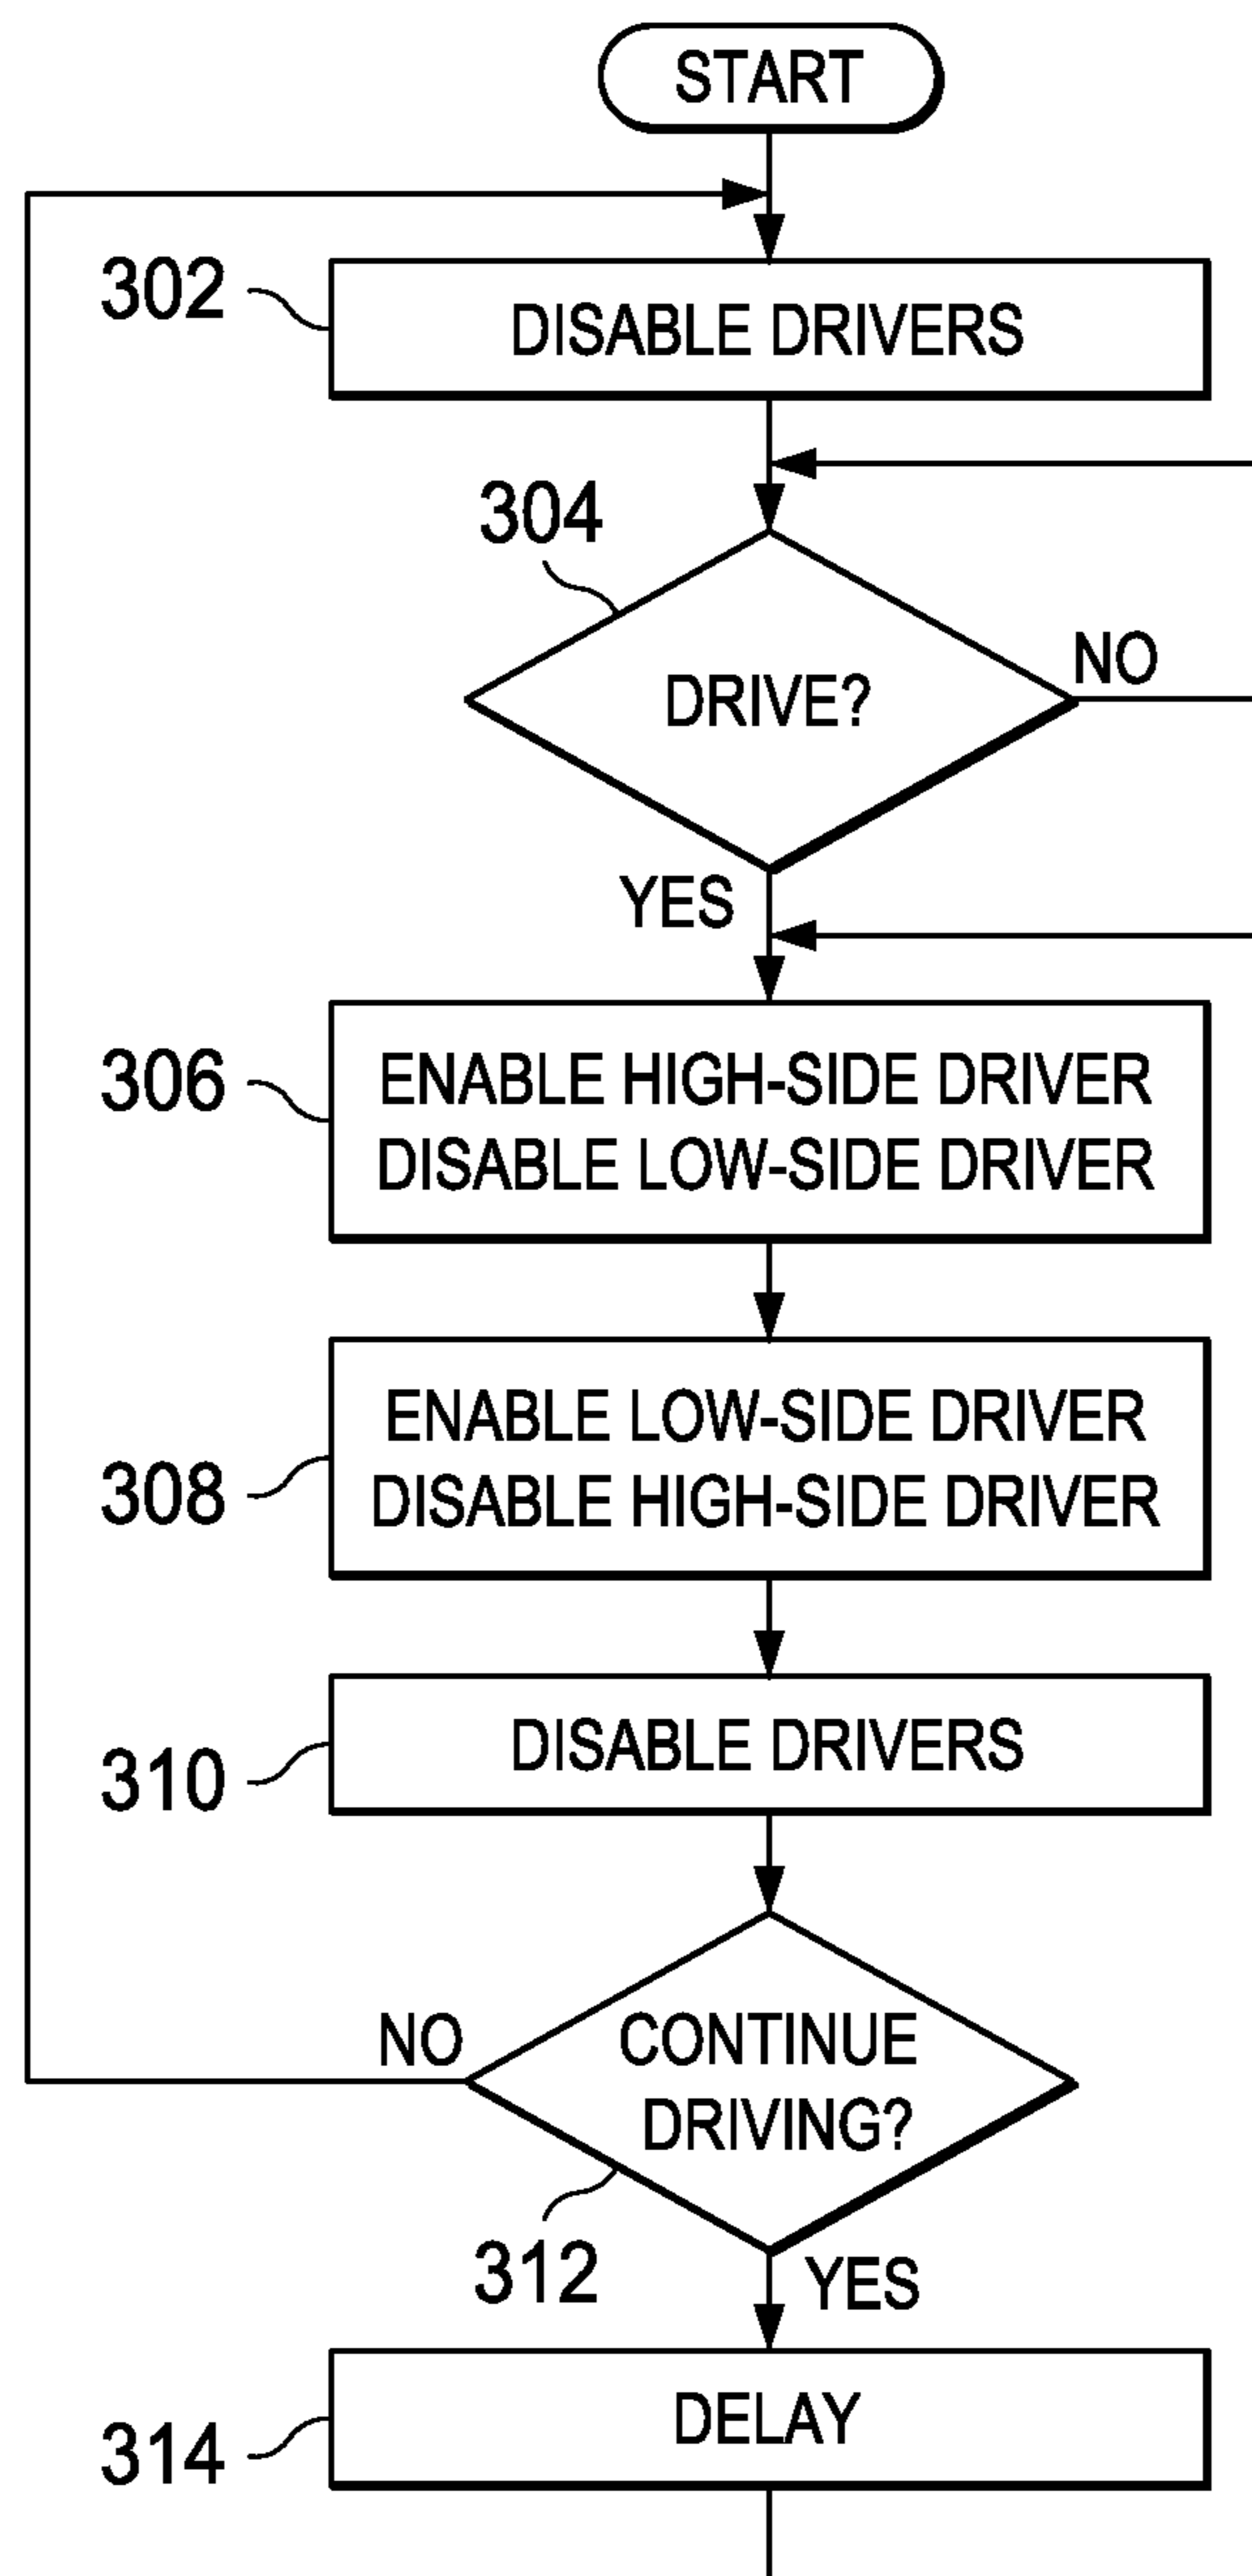 START
302
DISABLE DRIVERS
304
DRIVE?
NO
YES
306
ENABLE HIGH-SIDE DRIVER
DISABLE LOW-SIDE DRIVER
308
ENABLE LOW-SIDE DRIVER
DISABLE HIGH-SIDE DRIVER
310
DISABLE DRIVERS
NO
CONTINUE
DRIVING?
312
YES
314
DELAY